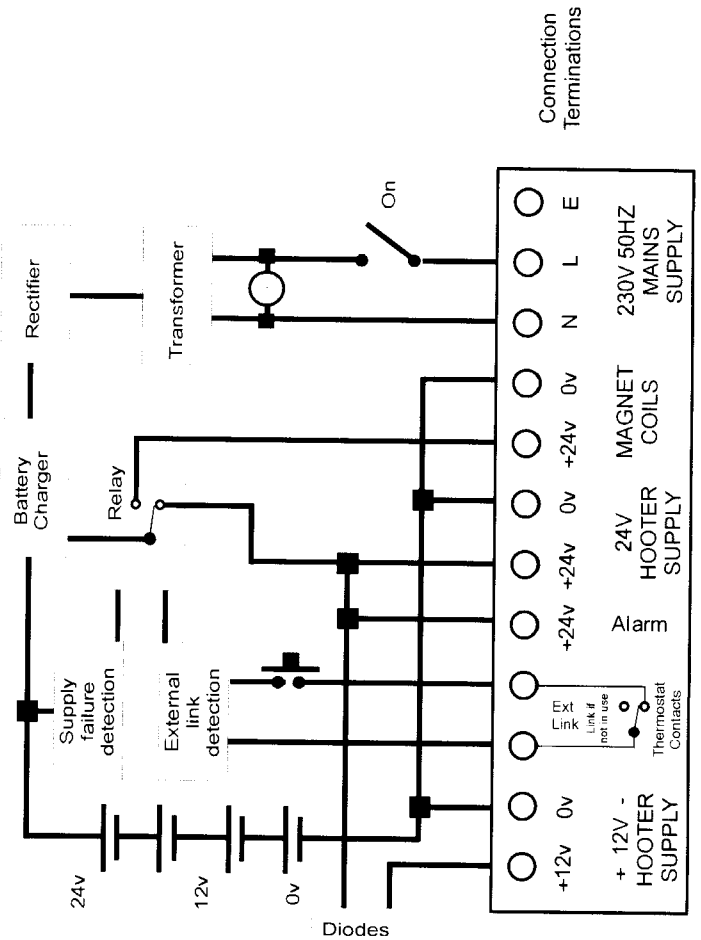 Connection
Terminations
Rectifier
Transformer
On
Battery
Charger
Relay
Supply
failure
detection
External
link
detection
24v
12v
0v
Diodes
E
L
N
230V 50HZ
MAINS
SUPPLY
0v
+24v
MAGNET
COILS
0v
+24v
24V
HOOTER
SUPPLY
+24v
Alarm
Ext
Link
Link if
not in use
Thermostat
Contacts
0v
+12v
+ 12V -
HOOTER
SUPPLY